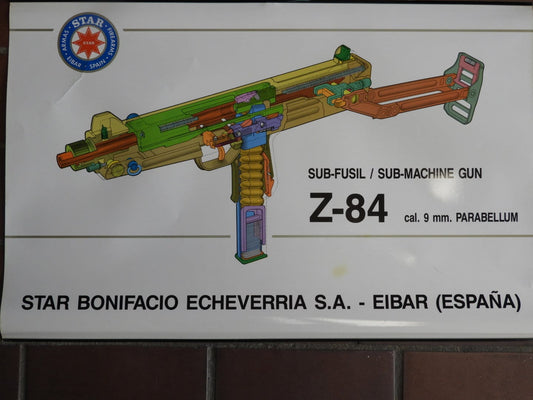 STAR
ARMAS · FIREARMS
STAR
EIBAR - SPAIN
SUB-FUSIL / SUB-MACHINE GUN
Z-84 cal. 9 mm. PARABELLUM
STAR BONIFACIO ECHEVERRIA S.A. - EIBAR (ESPAÑA)